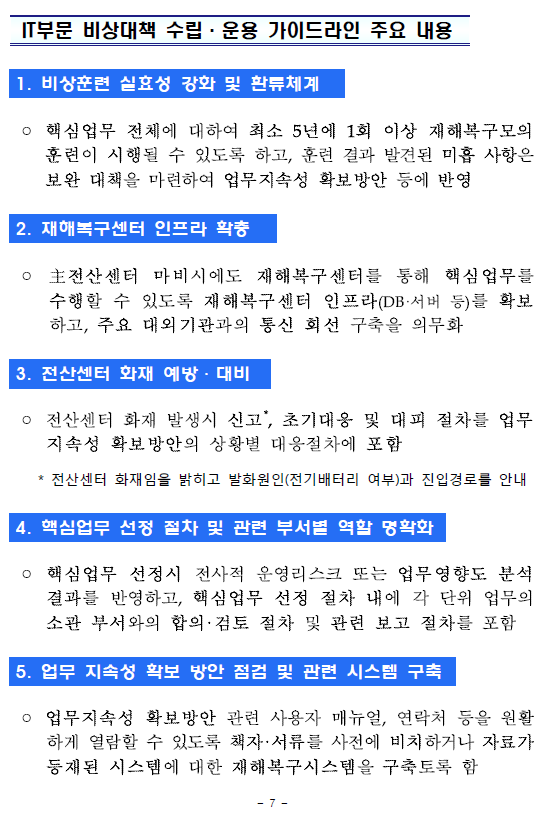 IT부문 비상대책 수립·운용 가이드라인 주요 내용
1. 비상훈련 실효성 강화 및 환류체계
○ 핵심업무 전체에 대하여 최소 5년에 1회 이상 재해복구모의
훈련이 시행될 수 있도록 하고, 훈련 결과 발견된 미흡 사항은
보완 대책을 마련하여 업무지속성 확보방안 등에 반영
2. 재해복구센터 인프라 확충
○ 主전산센터 마비시에도 재해복구센터를 통해 핵심업무를
수행할 수 있도록 재해복구센터 인프라(DB·서버 등)를 확보
하고, 주요 대외기관과의 통신 회선 구축을 의무화
3. 전산센터 화재 예방·대비
○ 전산센터 화재 발생시 신고*, 초기대응 및 대피 절차를 업무
지속성 확보방안의 상황별 대응절차에 포함
* 전산센터 화재임을 밝히고 발화원인(전기배터리 여부)과 진입경로를 안내
4. 핵심업무 선정 절차 및 관련 부서별 역할 명확화
○ 핵심업무 선정시 전사적 운영리스크 또는 업무영향도 분석
결과를 반영하고, 핵심업무 선정 절차 내에 각 단위 업무의
소관 부서와의 합의·검토 절차 및 관련 보고 절차를 포함
5. 업무 지속성 확보 방안 점검 및 관련 시스템 구축
○ 업무지속성 확보방안 관련 사용자 매뉴얼, 연락처 등을 원활
하게 열람할 수 있도록 책자·서류를 사전에 비치하거나 자료가
등재된 시스템에 대한 재해복구시스템을 구축토록 함
- 7 -